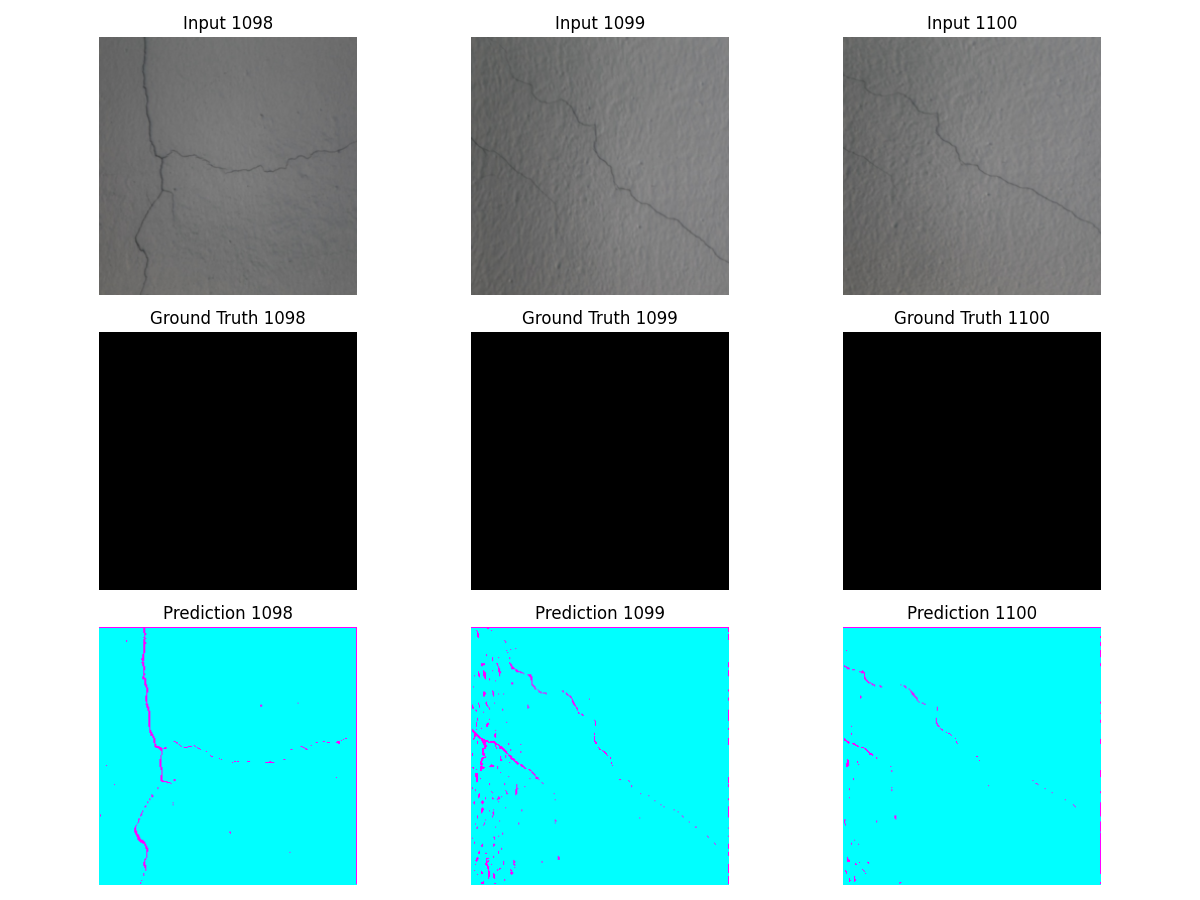 Input 1098
Input 1099
Input 1100
Ground Truth 1098
Ground Truth 1099
Ground Truth 1100
Prediction 1098
Prediction 1099
Prediction 1100